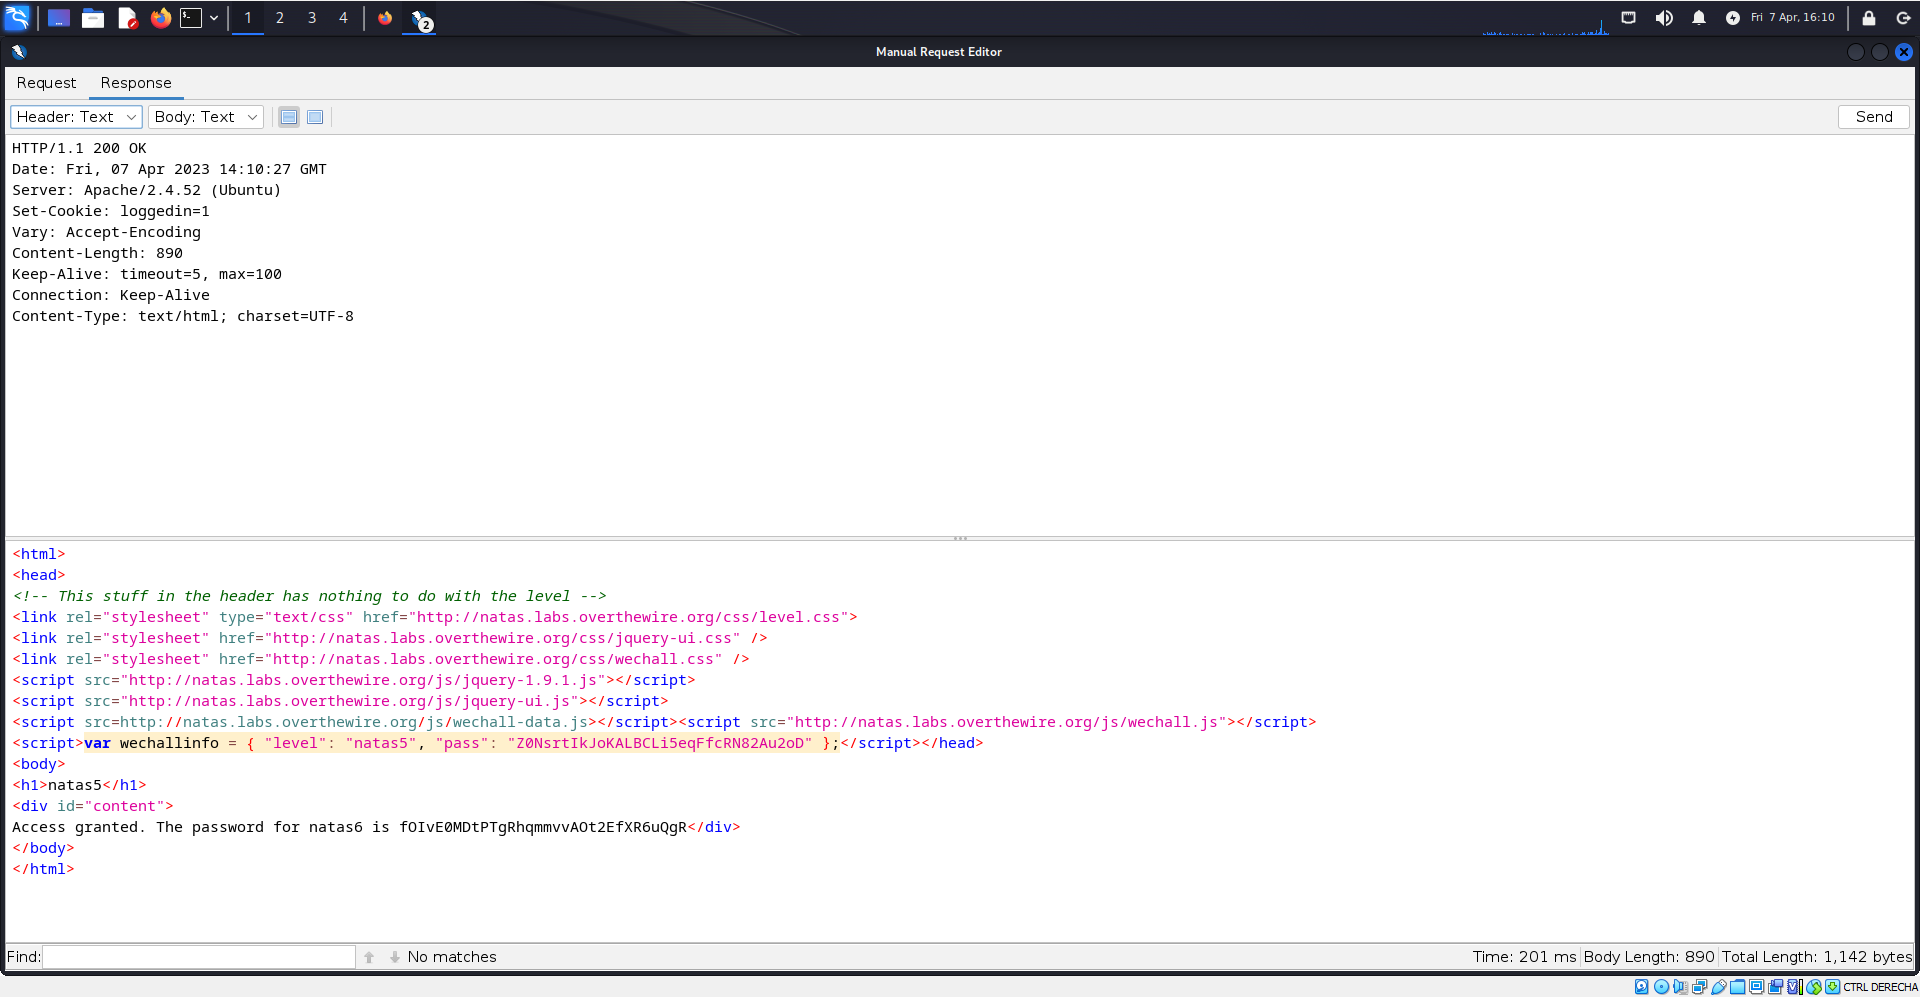 1 2 3 4 2 Fri 7 Apr, 16:10
Manual Request Editor
Request Response
Header: Text Body: Text Send
HTTP/1.1 200 OK
Date: Fri, 07 Apr 2023 14:10:27 GMT
Server: Apache/2.4.52 (Ubuntu)
Set-Cookie: loggedin=1
Vary: Accept-Encoding
Content-Length: 890
Keep-Alive: timeout=5, max=100
Connection: Keep-Alive
Content-Type: text/html; charset=UTF-8
<html>
<head>
<!-- This stuff in the header has nothing to do with the level -->
<link rel="stylesheet" type="text/css" href="http://natas.labs.overthewire.org/css/level.css">
<link rel="stylesheet" href="http://natas.labs.overthewire.org/css/jquery-ui.css" />
<link rel="stylesheet" href="http://natas.labs.overthewire.org/css/wechall.css" />
<script src="http://natas.labs.overthewire.org/js/jquery-1.9.1.js"></script>
<script src="http://natas.labs.overthewire.org/js/jquery-ui.js"></script>
<script src=http://natas.labs.overthewire.org/js/wechall-data.js></script><script src="http://natas.labs.overthewire.org/js/wechall.js"></script>
<script>var wechallinfo = { "level": "natas5", "pass": "Z0NsrtIkJoKALBCLi5eqFfcRN82Au2oD" };</script></head>
<body>
<h1>natas5</h1>
<div id="content">
Access granted. The password for natas6 is fOIvE0MDtPTgRhqmmvvAOt2EfXR6uQgR</div>
</body>
</html>
Find: No matches Time: 201 ms Body Length: 890 Total Length: 1,142 bytes
CTRL DERECHA